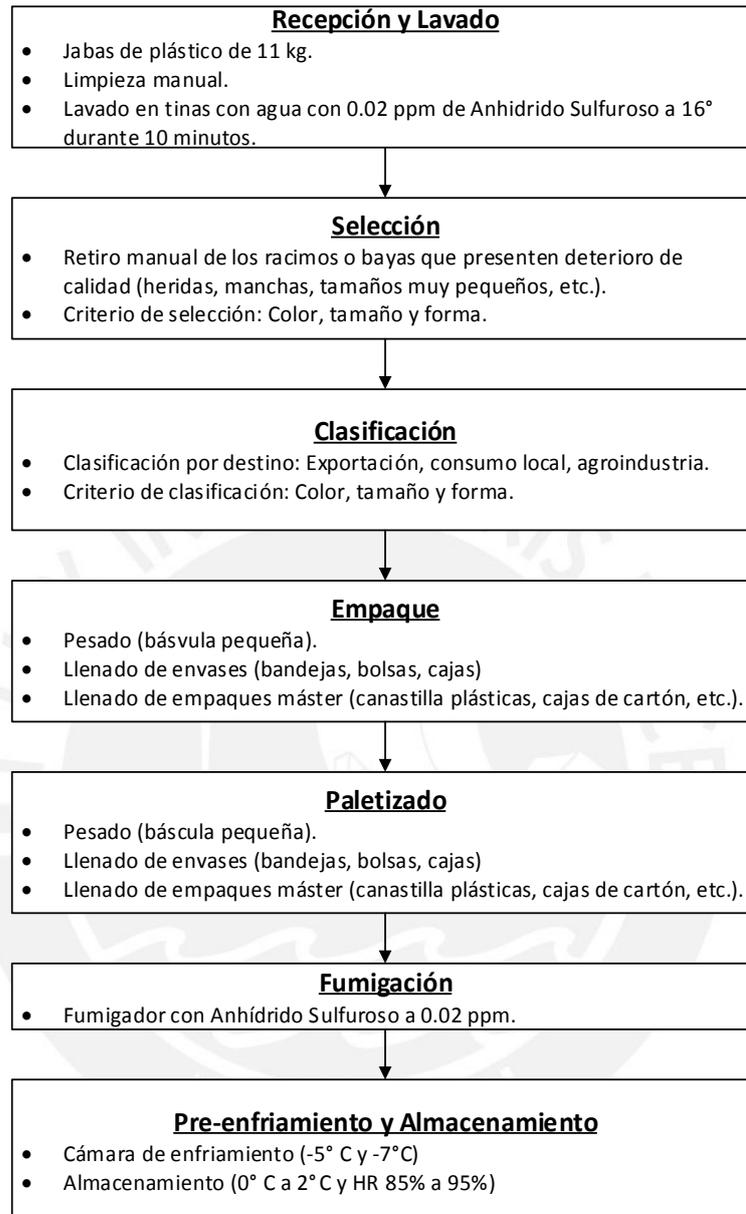 Recepción y Lavado
• Jabas de plástico de 11 kg.
• Limpieza manual.
• Lavado en tinas con agua con 0.02 ppm de Anhidrido Sulfuroso a 16°
durante 10 minutos.
Selección
• Retiro manual de los racimos o bayas que presenten deterioro de
calidad (heridas, manchas, tamaños muy pequeños, etc.).
• Criterio de selección: Color, tamaño y forma.
Clasificación
• Clasificación por destino: Exportación, consumo local, agroindustria.
• Criterio de clasificación: Color, tamaño y forma.
Empaque
• Pesado (básvula pequeña).
• Llenado de envases (bandejas, bolsas, cajas)
• Llenado de empaques máster (canastilla plásticas, cajas de cartón, etc.).
Paletizado
• Pesado (báscula pequeña).
• Llenado de envases (bandejas, bolsas, cajas)
• Llenado de empaques máster (canastilla plásticas, cajas de cartón, etc.).
Fumigación
• Fumigador con Anhídrido Sulfuroso a 0.02 ppm.
Pre-enfriamiento y Almacenamiento
• Cámara de enfriamiento (-5° C y -7°C)
• Almacenamiento (0° C a 2° C y HR 85% a 95%)